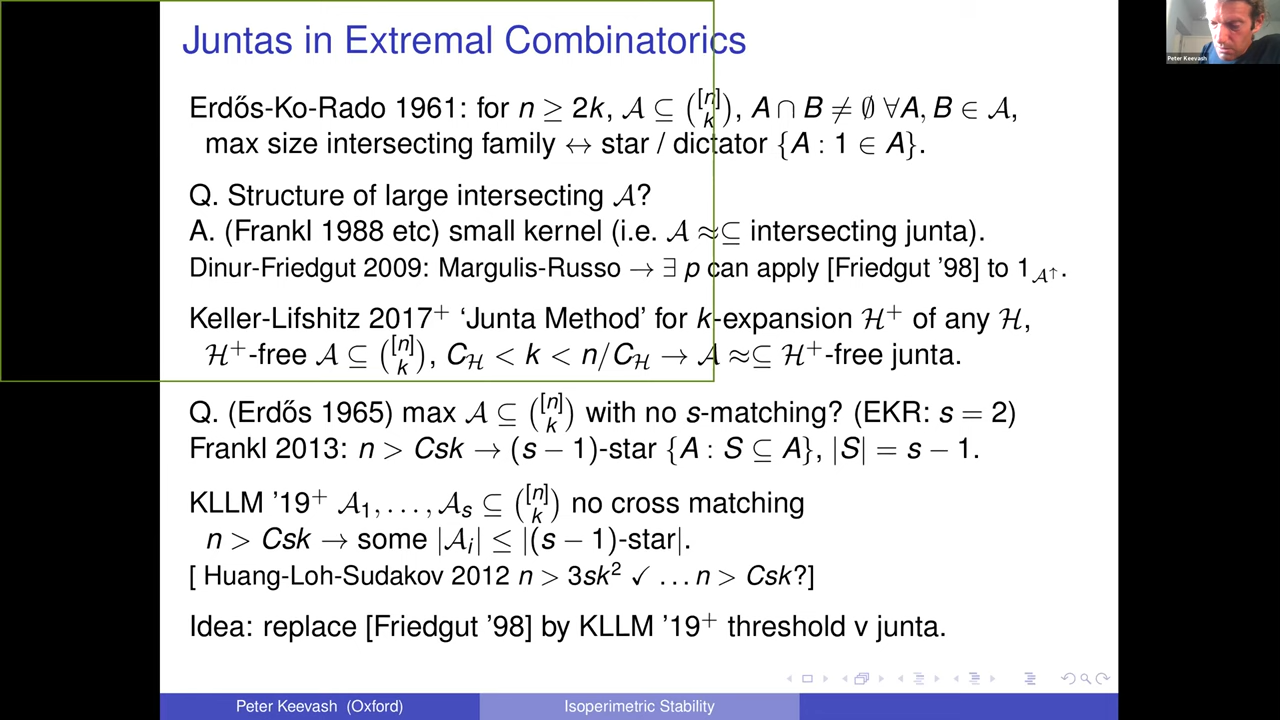 Juntas in Extremal Combinatorics
Erdős-Ko-Rado 1961: for n ≥ 2k, 𝒜 ⊆ ([n] k), A ∩ B ≠ ∅ ∀A, B ∈ 𝒜,
max size intersecting family ↔ star / dictator {A : 1 ∈ A}.
Q. Structure of large intersecting 𝒜?
A. (Frankl 1988 etc) small kernel (i.e. 𝒜 ≈⊆ intersecting junta).
Dinur-Friedgut 2009: Margulis-Russo → ∃ p can apply [Friedgut '98] to 1_𝒜↑.
Keller-Lifshitz 2017⁺ 'Junta Method' for k-expansion ℋ⁺ of any ℋ,
ℋ⁺-free 𝒜 ⊆ ([n] k), C_ℋ < k < n/C_ℋ → 𝒜 ≈⊆ ℋ⁺-free junta.
Q. (Erdős 1965) max 𝒜 ⊆ ([n] k) with no s-matching? (EKR: s = 2)
Frankl 2013: n > Csk → (s − 1)-star {A : S ⊆ A}, |S| = s − 1.
KLLM '19⁺ 𝒜₁, . . . , 𝒜ₛ ⊆ ([n] k) no cross matching
n > Csk → some |𝒜ᵢ| ≤ |(s − 1)-star|.
[ Huang-Loh-Sudakov 2012 n > 3sk² ✓ . . . n > Csk?]
Idea: replace [Friedgut '98] by KLLM '19⁺ threshold v junta.
Peter Keevash (Oxford)
Isoperimetric Stability
Peter Keevash